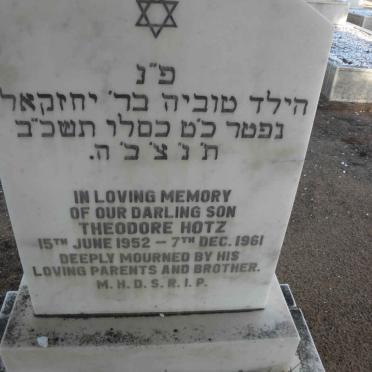 פ״נ
הילד טוביה בר׳ יחזקאל
נפטר כ״ט כסלו תשכ״ב
ת׳ נ׳ צ׳ ב׳ ה.
IN LOVING MEMORY
OF OUR DARLING SON
THEODORE HOTZ
15TH JUNE 1952 – 7TH DEC. 1961
DEEPLY MOURNED BY HIS
LOVING PARENTS AND BROTHER.
M.H.D.S.R.I.P.